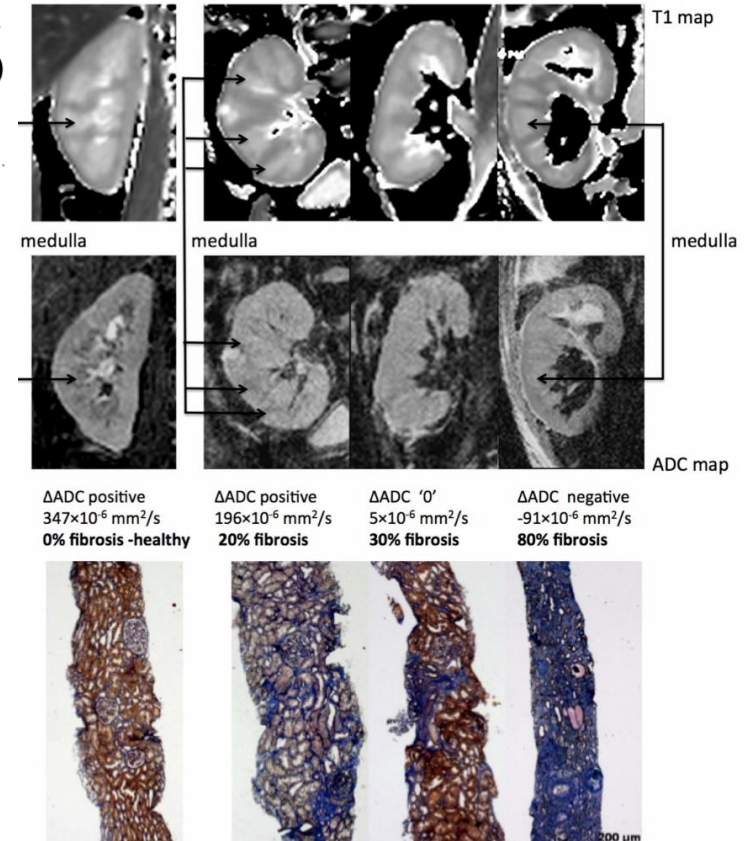 T1 map
medulla
medulla
medulla
ADC map
ΔADC positive
347×10⁻⁶ mm²/s
0% fibrosis -healthy
ΔADC positive
196×10⁻⁶ mm²/s
20% fibrosis
ΔADC ‘0’
5×10⁻⁶ mm²/s
30% fibrosis
ΔADC negative
-91×10⁻⁶ mm²/s
80% fibrosis
200 um